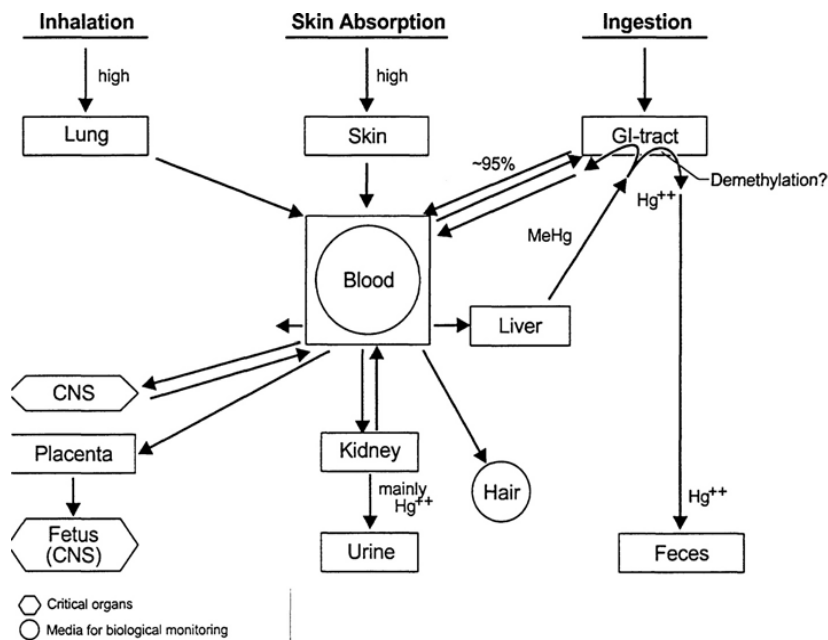 Inhalation
Skin Absorption
Ingestion
high
high
Lung
Skin
GI-tract
~95%
Demethylation?
Hg++
MeHg
Blood
Liver
CNS
Placenta
Kidney
Hair
mainly
Hg++
Hg++
Fetus
(CNS)
Urine
Feces
Critical organs
Media for biological monitoring